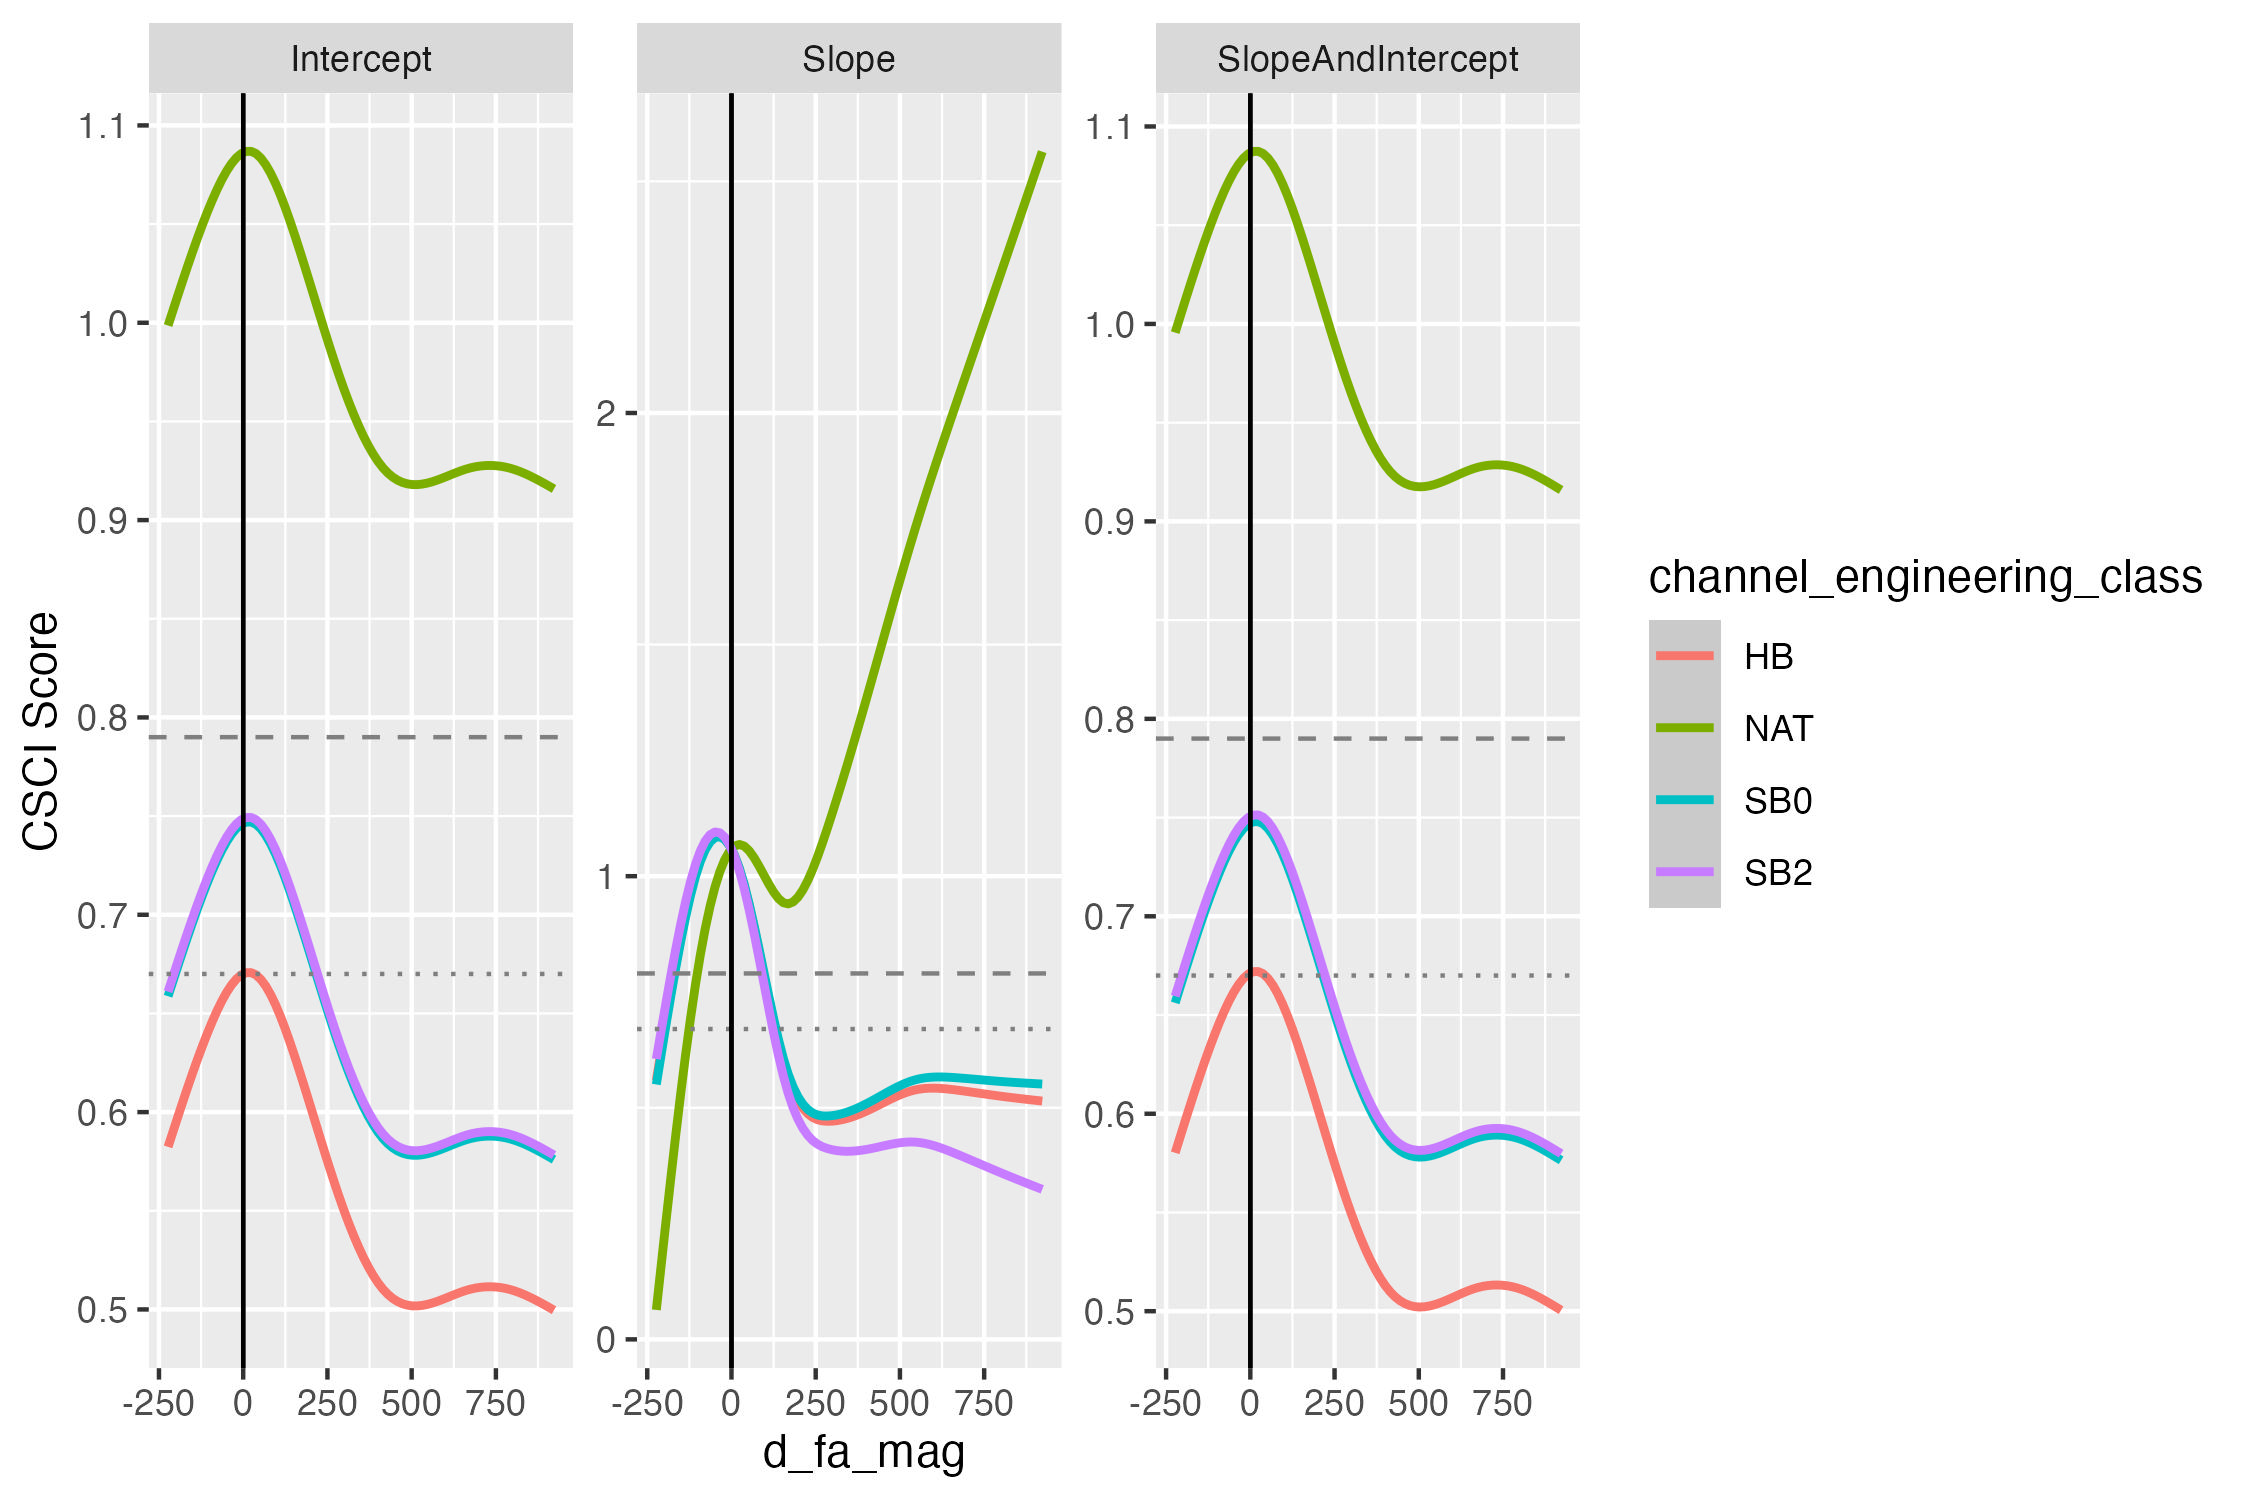 Intercept
Slope
SlopeAndIntercept
1.1
1.0
0.9
0.8
0.7
0.6
0.5
2
1
0
1.1
1.0
0.9
0.8
0.7
0.6
0.5
CSCI Score
-250 0 250 500 750
-250 0 250 500 750
-250 0 250 500 750
d_fa_mag
channel_engineering_class
HB
NAT
SB0
SB2